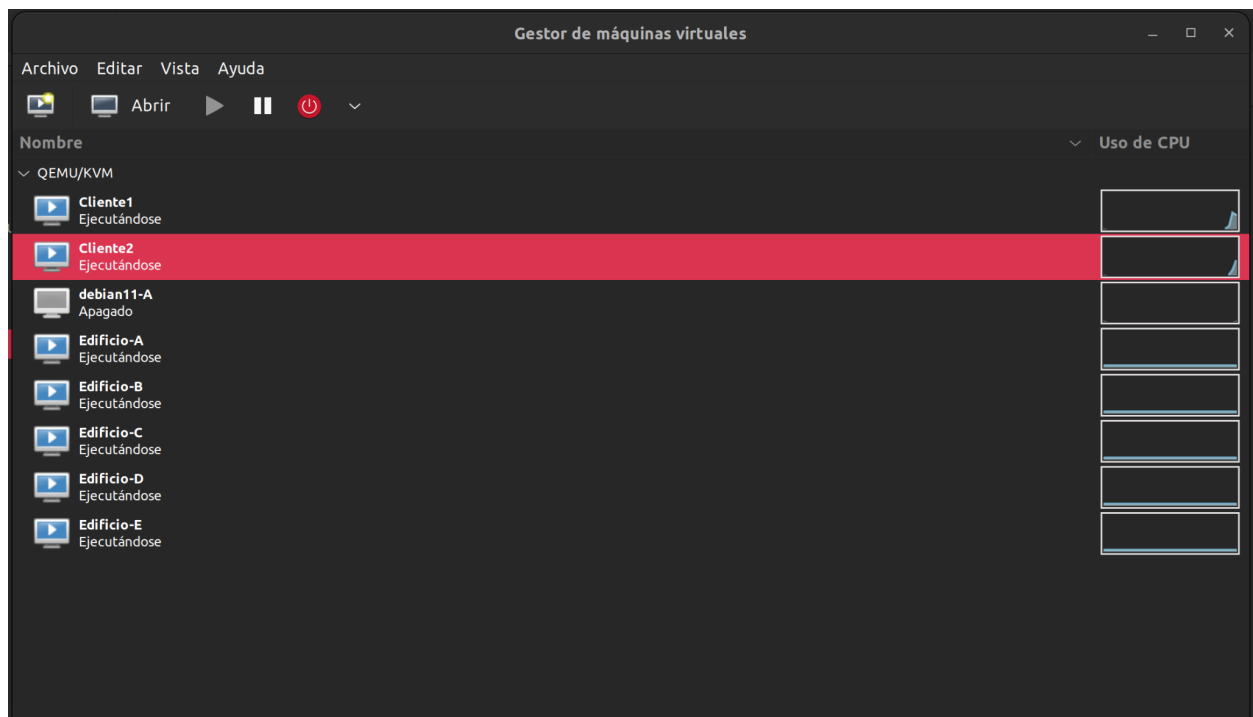 Gestor de máquinas virtuales
Archivo Editar Vista Ayuda
Abrir
Nombre Uso de CPU
QEMU/KVM
Cliente1
Ejecutándose
Cliente2
Ejecutándose
debian11-A
Apagado
Edificio-A
Ejecutándose
Edificio-B
Ejecutándose
Edificio-C
Ejecutándose
Edificio-D
Ejecutándose
Edificio-E
Ejecutándose